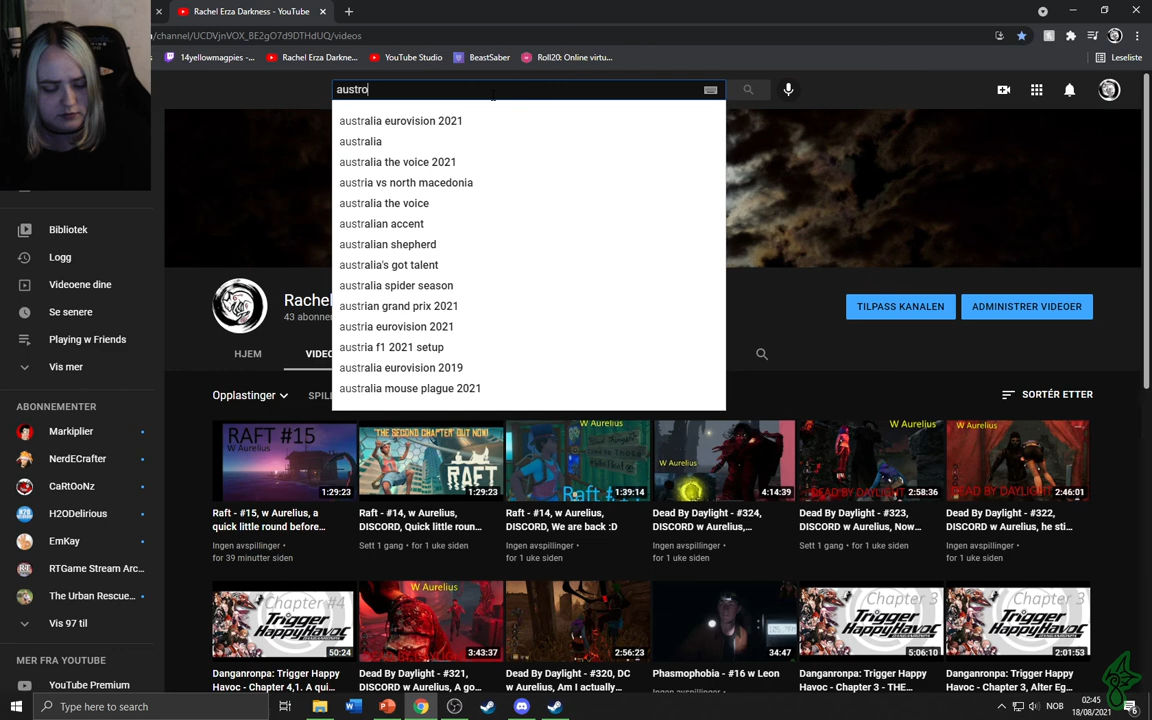 Rachel Erza Darkness - YouTube
/channel/UCDVjnVOX_BE2gO7d9DTHdUQ/videos
14yellowmagpies -...
Rachel Erza Darkne...
YouTube Studio
BeastSaber
Roll20: Online virtu...
Leseliste
austro
australia eurovision 2021
australia
australia the voice 2021
austria vs north macedonia
australia the voice
australian accent
australian shepherd
australia's got talent
australia spider season
austrian grand prix 2021
austria eurovision 2021
austria f1 2021 setup
australia eurovision 2019
australia mouse plague 2021
Bibliotek
Logg
Videoene dine
Se senere
Playing w Friends
Vis mer
ABONNEMENTER
Markiplier
NerdECrafter
CaRtOoNz
H2ODelirious
EmKay
RTGame Stream Arc...
The Urban Rescue...
Vis 97 til
MER FRA YOUTUBE
YouTube Premium
Rachel
43 abonner
TILPASS KANALEN
ADMINISTRER VIDEOER
HJEM
VIDEO
Opplastinger
SPILL
SORTÉR ETTER
RAFT #15
W Aurelius
1:29:23
Raft - #15, w Aurelius, a
quick little round before...
Ingen avspillinger •
for 39 minutter siden
"THE SECOND CHAPTER" OUT NOW!
RAFT
1:29:23
Raft - #14, w Aurelius,
DISCORD, Quick little roun...
Sett 1 gang • for 1 uke siden
W Aurelius
Raft #
1:39:14
Raft - #14, w Aurelius,
DISCORD, We are back :D
Ingen avspillinger •
for 1 uke siden
W Aurelius
4:14:39
Dead By Daylight - #324,
DISCORD w Aurelius,...
Ingen avspillinger •
for 1 uke siden
W Aurelius
DEAD BY DAYLIGHT #
2:58:36
Dead By Daylight - #323,
DISCORD w Aurelius, Now...
Sett 1 gang • for 1 uke siden
W Aurelius
DEAD BY DAYLIGHT
2:46:01
Dead By Daylight - #322,
DISCORD w Aurelius, he sti...
Ingen avspillinger •
for 1 uke siden
Chapter #4
Trigger
Happy Havoc
50:24
Danganronpa: Trigger Happy
Havoc - Chapter 4,1. A qui...
W Aurelius
3:43:37
Dead By Daylight - #321,
DISCORD w Aurelius, A go...
2:56:23
Dead By Daylight - #320, DC
w Aurelius, Am I actually...
34:47
Phasmophobia - #16 w Leon
Ingen avspillinger •
Chapter 3
Trigger
Happy Havoc
5:06:10
Danganronpa: Trigger Happy
Havoc - Chapter 3 - THE...
Chapter 3
Trigger
Happy Havoc
2:01:53
Danganronpa: Trigger Happy
Havoc - Chapter 3, Alter Eg...
Type here to search
NOB
02:45
18/08/2021
6